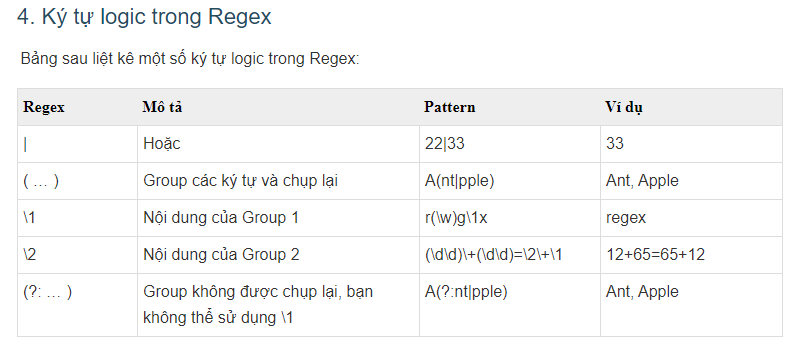 4. Ký tự logic trong Regex
Bảng sau liệt kê một số ký tự logic trong Regex:
Regex Mô tả Pattern Ví dụ
| Hoặc 22|33 33
( … ) Group các ký tự và chụp lại A(nt|pple) Ant, Apple
\1 Nội dung của Group 1 r(\w)g\1x regex
\2 Nội dung của Group 2 (\d\d)\+(\d\d)=\2\+\1 12+65=65+12
(?: … ) Group không được chụp lại, bạn A(?:nt|pple) Ant, Apple
không thể sử dụng \1